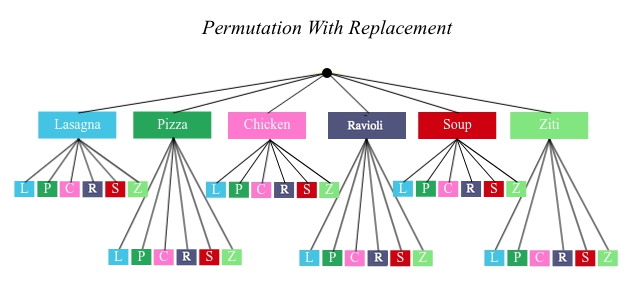 Permutation With Replacement
Lasagna Pizza Chicken Ravioli Soup Ziti
L P C R S Z L P C R S Z L P C R S Z
L P C R S Z L P C R S Z L P C R S Z